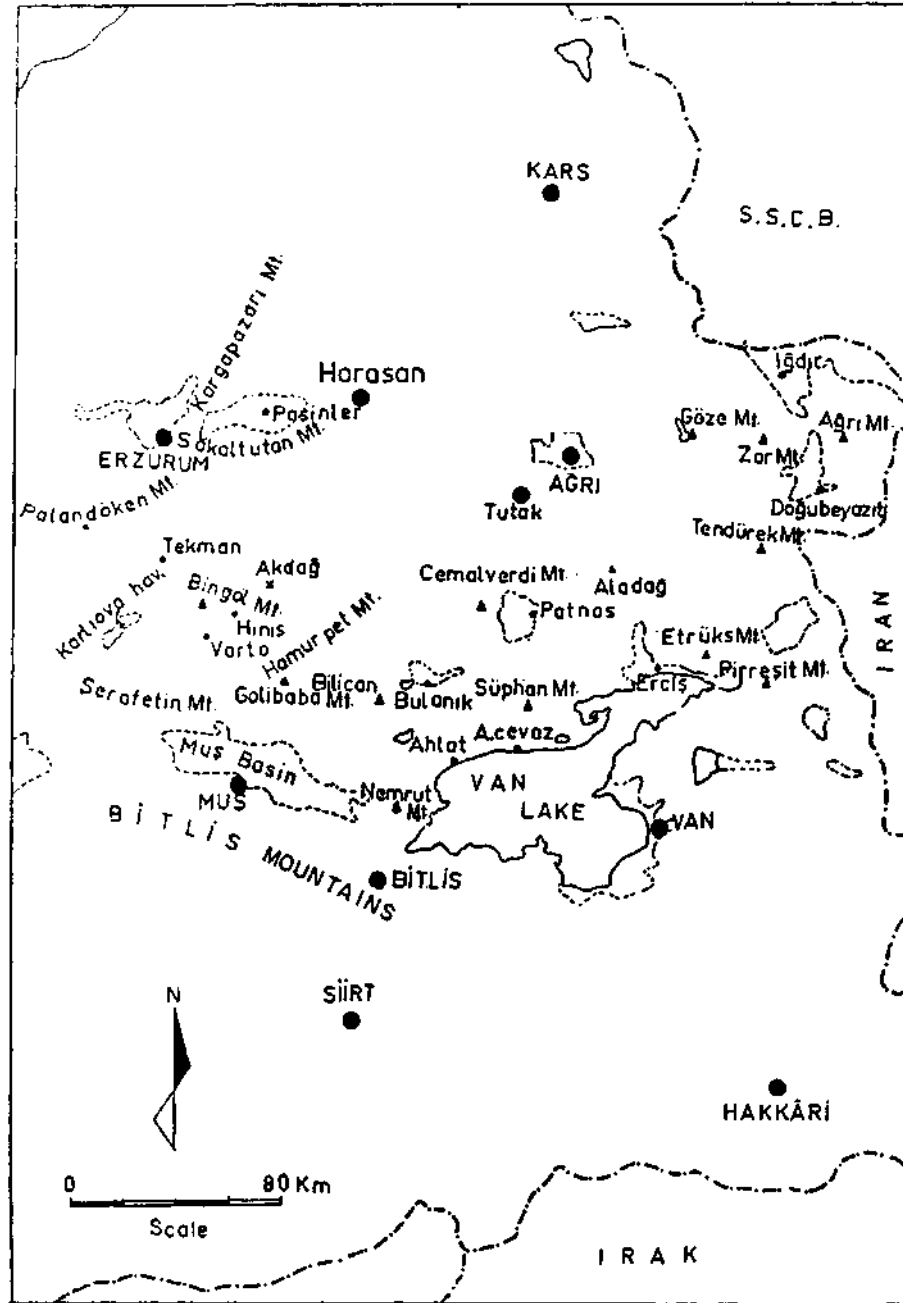 KARS
S.S.C.B.
Kargapazarı Mt.
Horasan
Iğdır
Pasinler
Sakaltutan Mt.
ERZURUM
Göze Mt.
Ağrı Mt.
Zor Mt.
AĞRI
Palandöken Mt.
Tutak
Doğubeyazıt
Tendürek Mt.
Tekman
Akdağ
Cemalverdi Mt.
Aladağ
Karlıova hav.
Bingöl Mt.
Hınıs
Patnos
IRAN
Varto
Hamurpet Mt.
Etrüks Mt.
Pirreşit Mt.
Serafetin Mt.
Golibaba Mt.
Bilican
Bulanık
Süphan Mt.
Erciş
Ahlat
A.cevaz
Muş Basin
VAN
LAKE
MUŞ
Nemrut
Mt.
VAN
BİTLİS MOUNTAINS
BİTLİS
N
SİİRT
HAKKÂRİ
0 80 Km
Scale
IRAK